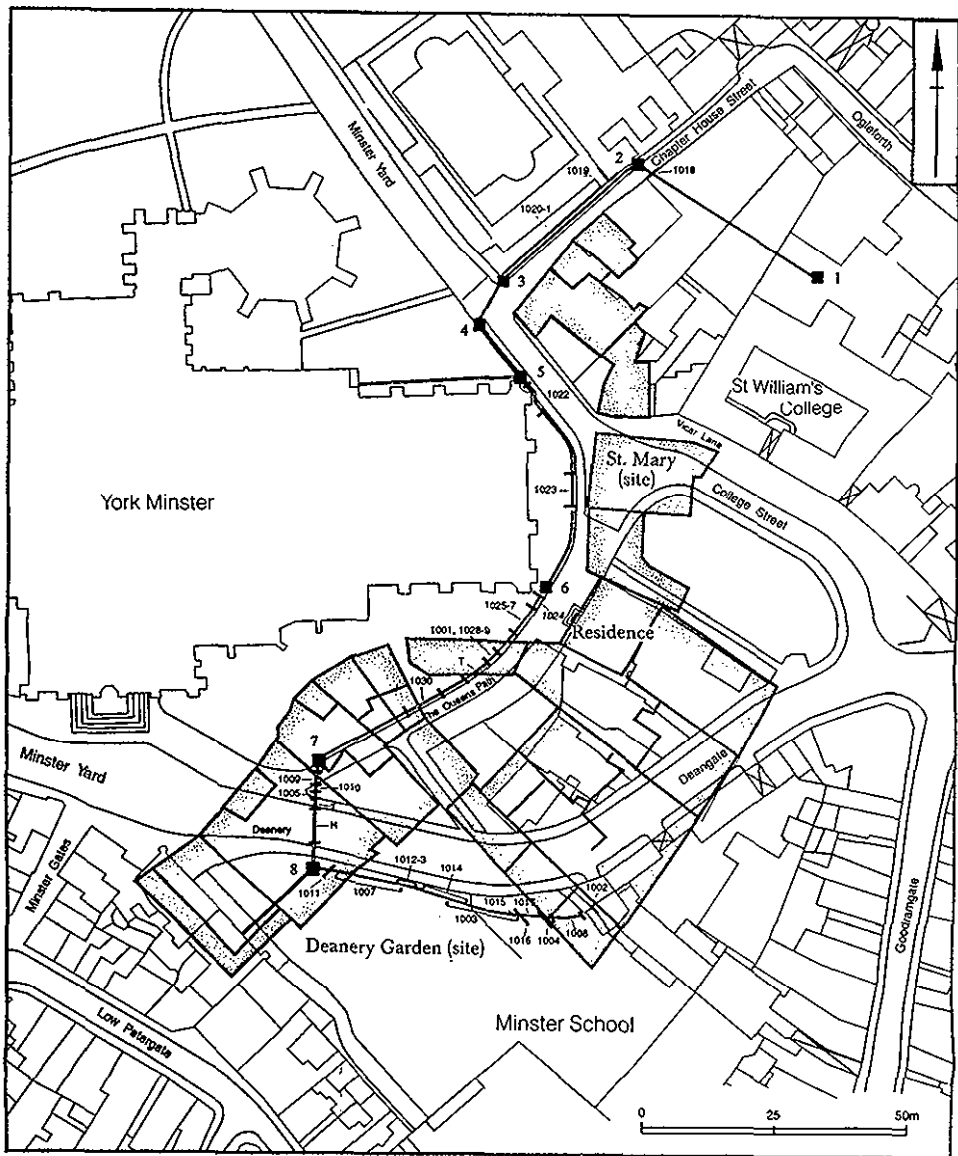 Minster Yard
Chapter House Street
Ogleforth
2
1018
1019
1020-1
1
3
4
5
1022
St William's
College
Vicar Lane
St. Mary
(site)
College Street
York Minster
1023
6
1024
1025-7
Residence
1001, 1028-9
T
1030
The Queens Path
7
Minster Yard
1009
1005
1010
Deangate
Deanery
H
8
1012-3
1014
1011
1007
1002
1015
1017
1003
1016
1004
1008
Minster Gates
Deanery Garden (site)
Goodramgate
Low Petergate
Minster School
0
25
50m